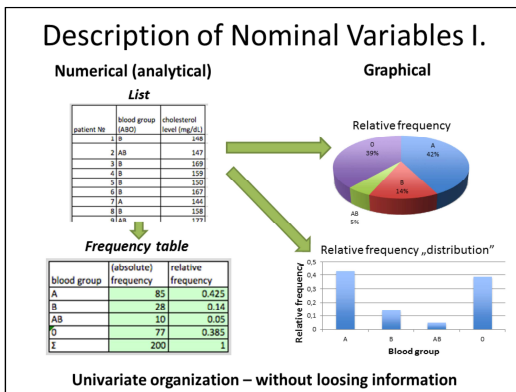 Description of Nominal Variables I.
Numerical (analytical)
Graphical
List
patient № blood group (ABO) cholesterol level (mg/dL)
1 B 148
2 AB 147
3 B 169
4 B 159
5 B 150
6 B 167
7 A 144
8 B 158
9 AB 177
Frequency table
blood group (absolute) frequency relative frequency
A 85 0.425
B 28 0.14
AB 10 0.05
0 77 0.385
Σ 200 1
Relative frequency
0 39%
A 42%
B 14%
AB 5%
Relative frequency „distribution”
Relative frequency
0,5
0,4
0,3
0,2
0,1
0
A B AB 0
Blood group
Univariate organization – without loosing information